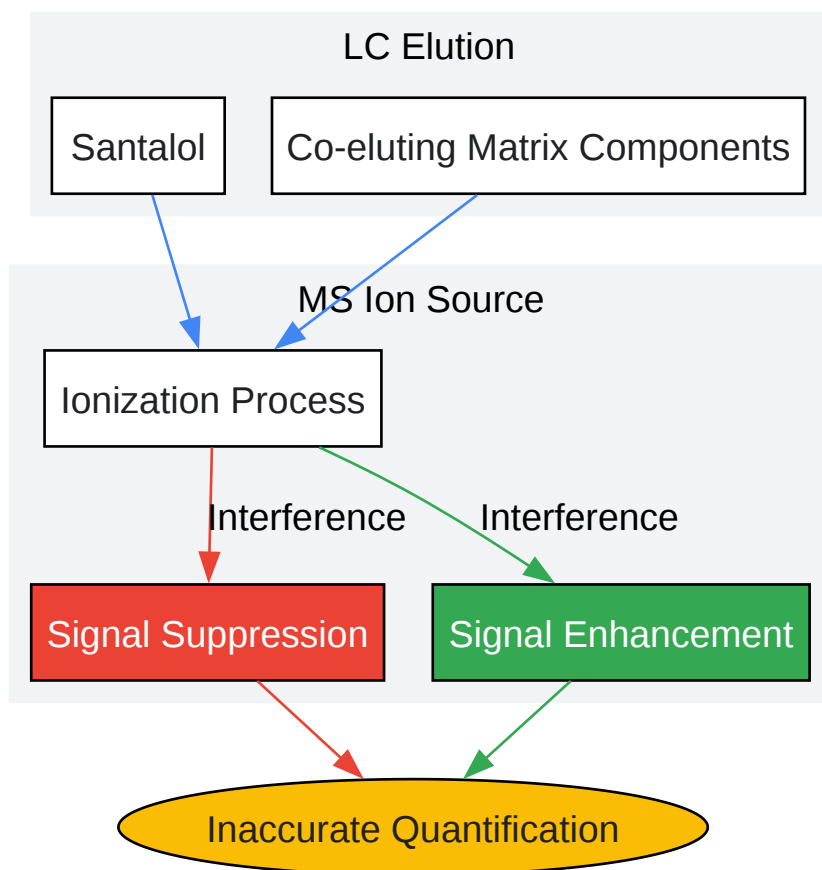 LC Elution
Santalol
Co-eluting Matrix Components
MS Ion Source
Ionization Process
Interference
Interference
Signal Suppression
Signal Enhancement
Inaccurate Quantification